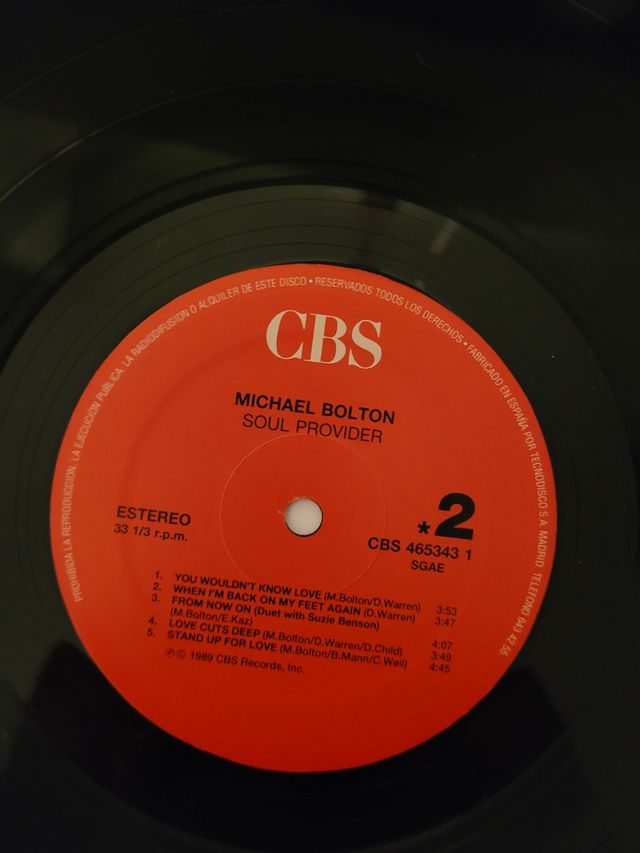 PROHIBIDA LA REPRODUCCION, LA EJECUCION PUBLICA, LA RADIODIFUSION O ALQUILER DE ESTE DISCO • RESERVADOS TODOS LOS DERECHOS • FABRICADO EN ESPAÑA POR TECNODISCO S A MADRID TELEFONO 643 42 56
CBS
MICHAEL BOLTON
SOUL PROVIDER
ESTEREO
33 1/3 r.p.m.
*2
CBS 465343 1
SGAE
1. YOU WOULDN'T KNOW LOVE (M.Bolton/D.Warren) 3:53
2. WHEN I'M BACK ON MY FEET AGAIN (D.Warren) 3:47
3. FROM NOW ON (Duet with Suzie Benson)
(M.Bolton/E.Kaz) 4:07
4. LOVE CUTS DEEP (M.Bolton/D.Warren/D.Child) 3:49
5. STAND UP FOR LOVE (M.Bolton/B.Mann/C.Weil) 4:45
℗© 1989 CBS Records, Inc.